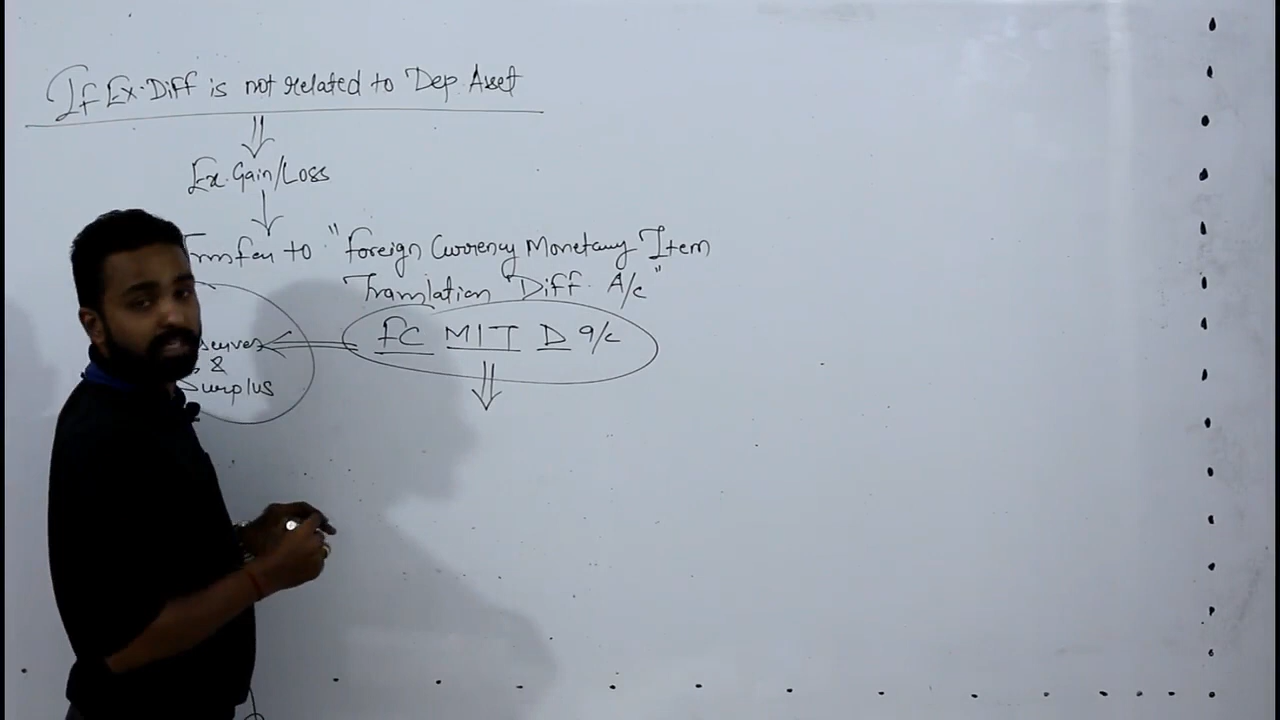 If Ex. Diff is not related to Dep. Asset
Ex. Gain/Loss
to "Foreign Currency Monetary Item
Translation Diff. A/c"
FC MIT D a/c
&
Surplus